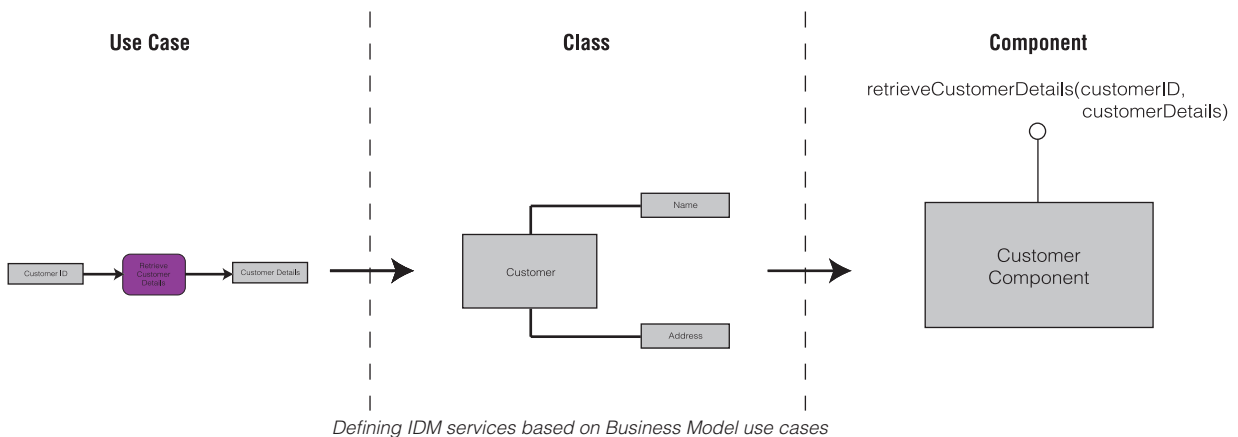 Use Case
Class
Component
retrieveCustomerDetails(customerID,
customerDetails)
Customer ID
Retrieve
Customer
Details
Customer Details
Customer
Name
Address
Customer
Component
Defining IDM services based on Business Model use cases